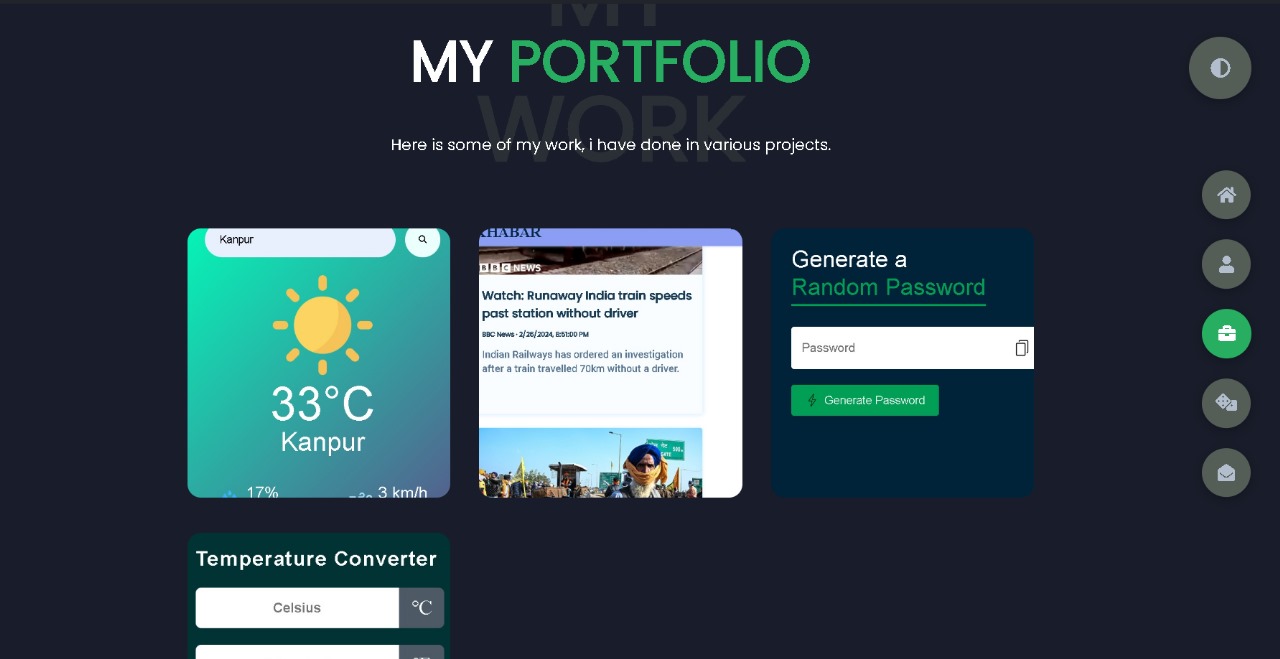 MY
MY PORTFOLIO
WORK
Here is some of my work, i have done in various projects.
Kanpur
33°C
Kanpur
17%
3 km/h
KHABAR
BBC NEWS
Watch: Runaway India train speeds
past station without driver
BBC News · 2/26/2024, 8:51:00 PM
Indian Railways has ordered an investigation
after a train travelled 70km without a driver.
Generate a
Random Password
Password
Generate Password
Temperature Converter
Celsius
°C